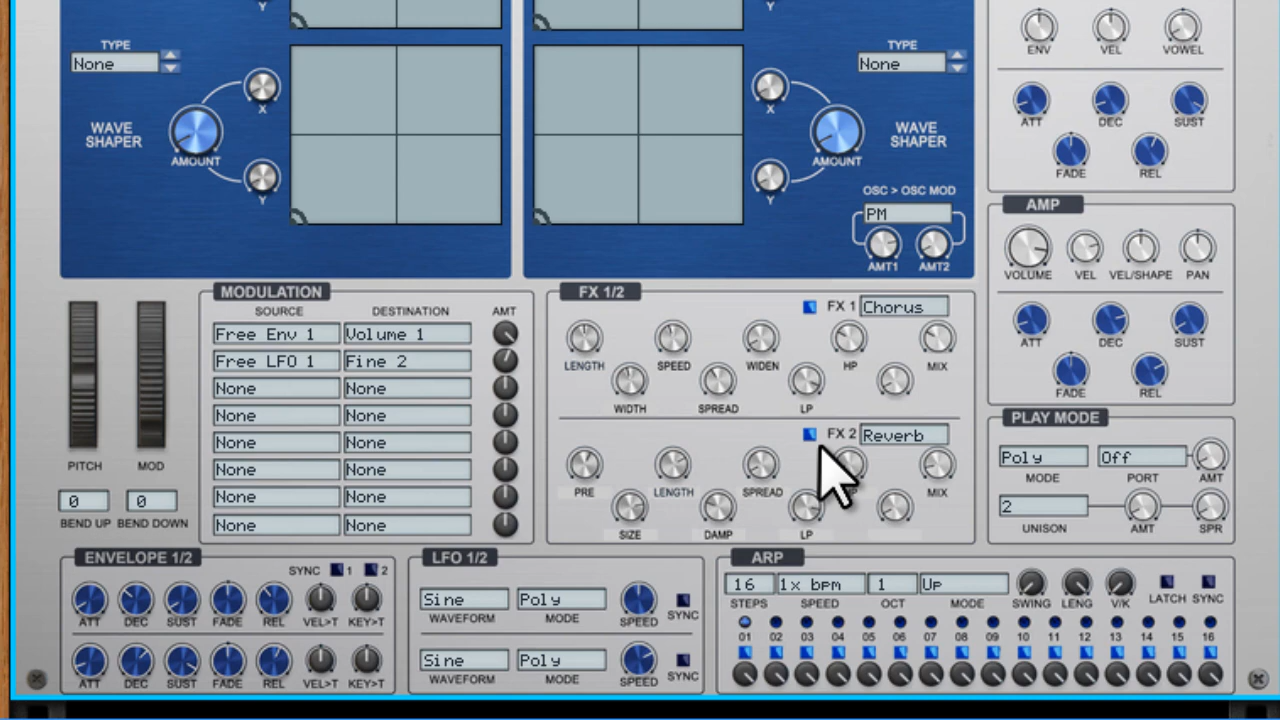 Y
Y
ENV VEL VOWEL
TYPE
None
TYPE
None
X
X
ATT DEC SUST
WAVE
SHAPER
AMOUNT
AMOUNT
WAVE
SHAPER
FADE REL
Y
Y
OSC > OSC MOD
PM
AMT1 AMT2
AMP
VOLUME VEL VEL/SHAPE PAN
ATT DEC SUST
FADE REL
MODULATION
SOURCE DESTINATION AMT
Free Env 1 Volume 1
Free LFO 1 Fine 2
None None
None None
None None
None None
None None
None None
PITCH MOD
0 0
BEND UP BEND DOWN
FX 1/2
FX 1 Chorus
LENGTH SPEED WIDEN HP MIX
WIDTH SPREAD LP
FX 2 Reverb
PRE LENGTH SPREAD MIX
SIZE DAMP LP
PLAY MODE
Poly Off
MODE PORT AMT
2
UNISON AMT SPR
ENVELOPE 1/2
SYNC 1 2
ATT DEC SUST FADE REL VEL>T KEY>T
ATT DEC SUST FADE REL VEL>T KEY>T
LFO 1/2
Sine Poly
WAVEFORM MODE SPEED SYNC
Sine Poly
WAVEFORM MODE SPEED SYNC
ARP
16 1x bpm 1 Up
STEPS SPEED OCT MODE SWING LENG V/K LATCH SYNC
01 02 03 04 05 06 07 08 09 10 11 12 13 14 15 16